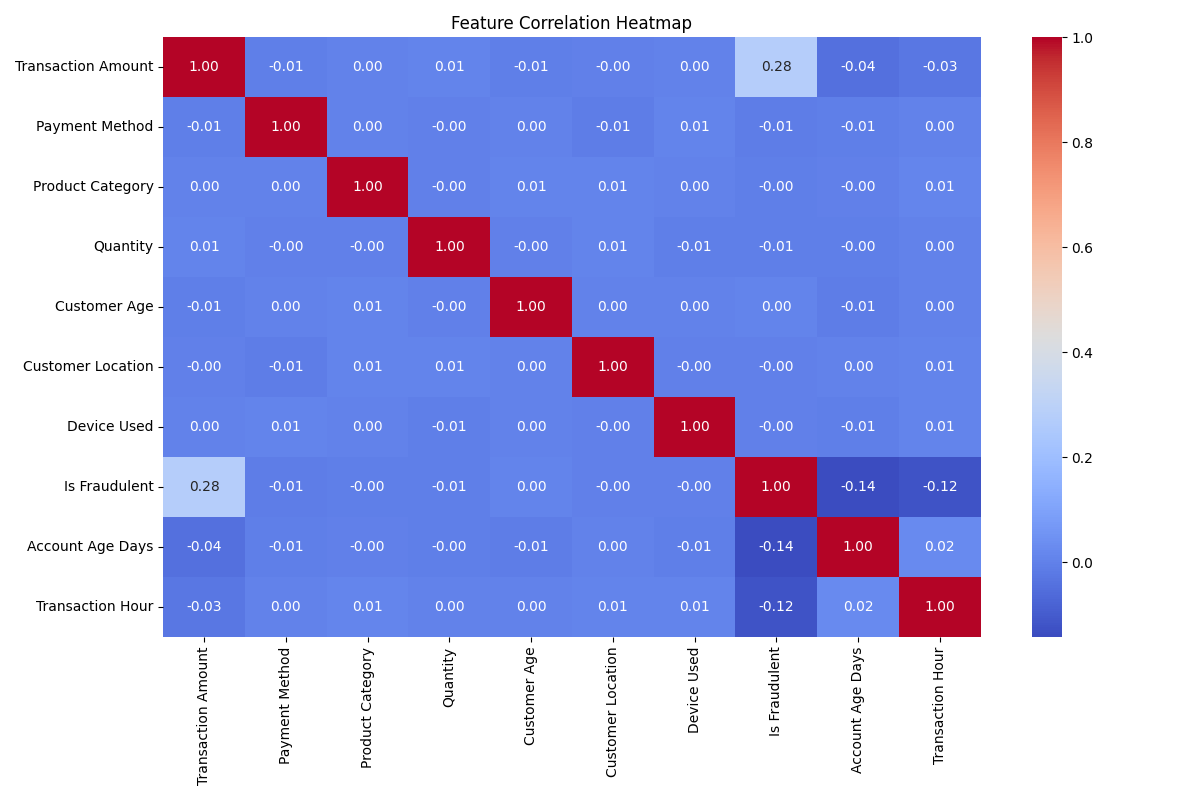 Feature Correlation Heatmap
Transaction Amount 1.00 -0.01 0.00 0.01 -0.01 -0.00 0.00 0.28 -0.04 -0.03
Payment Method -0.01 1.00 0.00 -0.00 0.00 -0.01 0.01 -0.01 -0.01 0.00
Product Category 0.00 0.00 1.00 -0.00 0.01 0.01 0.00 -0.00 -0.00 0.01
Quantity 0.01 -0.00 -0.00 1.00 -0.00 0.01 -0.01 -0.01 -0.00 0.00
Customer Age -0.01 0.00 0.01 -0.00 1.00 0.00 0.00 0.00 -0.01 0.00
Customer Location -0.00 -0.01 0.01 0.01 0.00 1.00 -0.00 -0.00 0.00 0.01
Device Used 0.00 0.01 0.00 -0.01 0.00 -0.00 1.00 -0.00 -0.01 0.01
Is Fraudulent 0.28 -0.01 -0.00 -0.01 0.00 -0.00 -0.00 1.00 -0.14 -0.12
Account Age Days -0.04 -0.01 -0.00 -0.00 -0.01 0.00 -0.01 -0.14 1.00 0.02
Transaction Hour -0.03 0.00 0.01 0.00 0.00 0.01 0.01 -0.12 0.02 1.00
Transaction Amount
Payment Method
Product Category
Quantity
Customer Age
Customer Location
Device Used
Is Fraudulent
Account Age Days
Transaction Hour
1.0
0.8
0.6
0.4
0.2
0.0